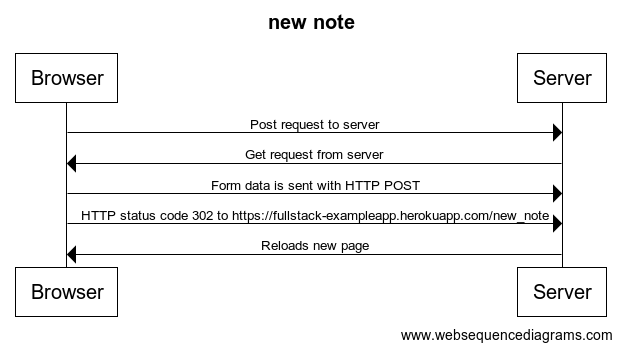 new note
Browser
Server
Post request to server
Get request from server
Form data is sent with HTTP POST
HTTP status code 302 to https://fullstack-exampleapp.herokuapp.com/new_note
Reloads new page
Browser
Server
www.websequencediagrams.com